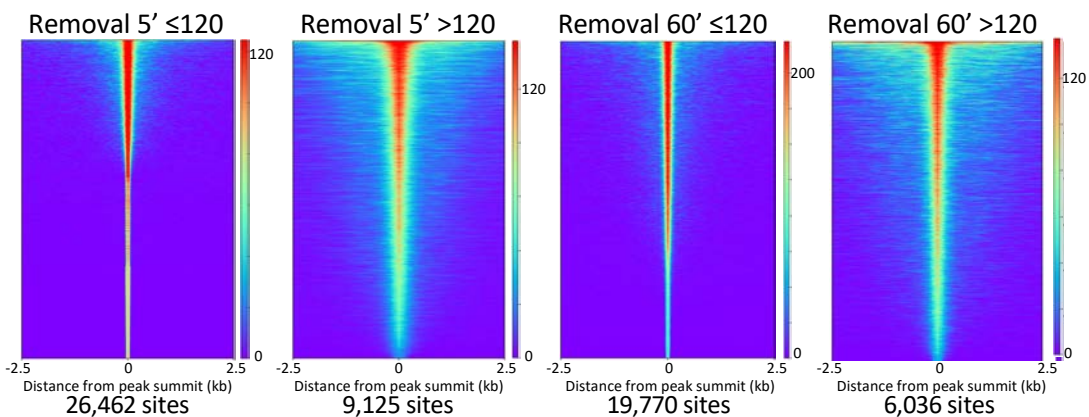 Removal 5’ ≤120
Removal 5’ >120
Removal 60’ ≤120
Removal 60’ >120
120
0
120
0
200
0
120
0
-2.5 0 2.5
-2.5 0 2.5
-2.5 0 2.5
-2.5 0 2.5
Distance from peak summit (kb)
Distance from peak summit (kb)
Distance from peak summit (kb)
Distance from peak summit (kb)
26,462 sites
9,125 sites
19,770 sites
6,036 sites